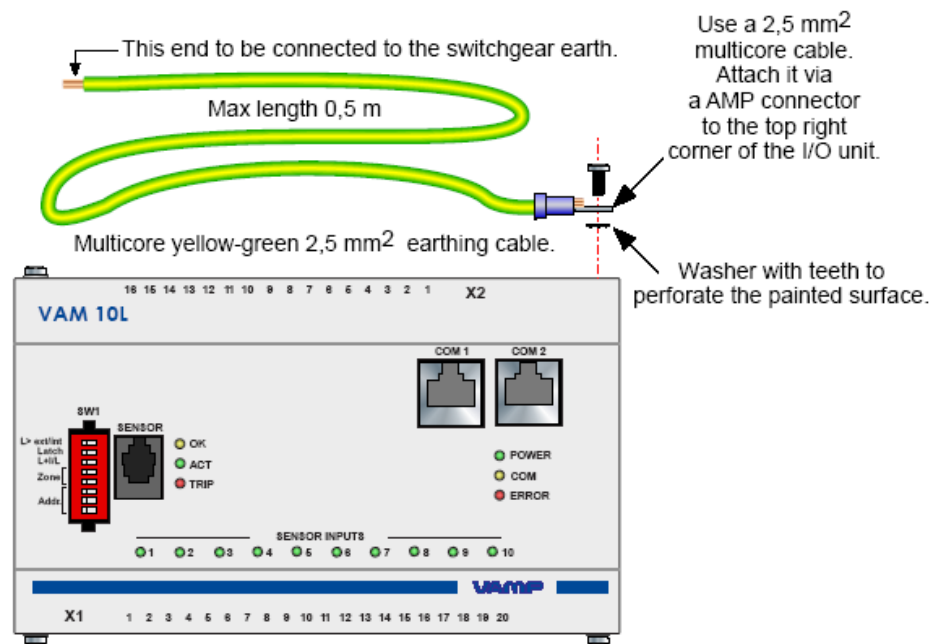 This end to be connected to the switchgear earth.
Max length 0,5 m
Use a 2,5 mm2
multicore cable.
Attach it via
a AMP connector
to the top right
corner of the I/O unit.
Multicore yellow-green 2,5 mm2 earthing cable.
Washer with teeth to
perforate the painted surface.
16 15 14 13 12 11 10 9 8 7 6 5 4 3 2 1 X2
VAM 10L
COM 1 COM 2
SW1
SENSOR
L> ext/int
Latch
L+I/L
Zone
Addr.
OK
ACT
TRIP
POWER
COM
ERROR
SENSOR INPUTS
1 2 3 4 5 6 7 8 9 10
VAMP
X1 1 2 3 4 5 6 7 8 9 10 11 12 13 14 15 16 17 18 19 20